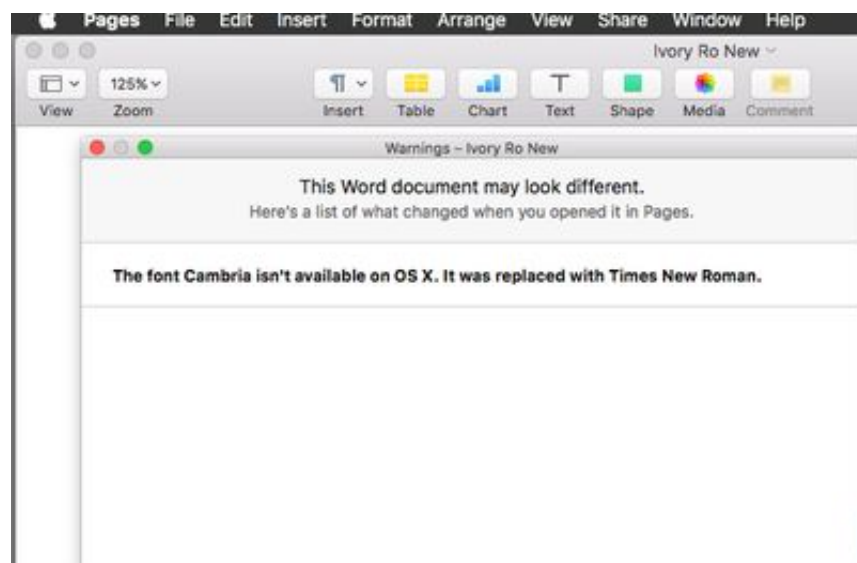 Pages File Edit Insert Format Arrange View Share Window Help
Ivory Ro New
125%
View Zoom Insert Table Chart Text Shape Media Comment
Warnings – Ivory Ro New
This Word document may look different.
Here's a list of what changed when you opened it in Pages.
The font Cambria isn't available on OS X. It was replaced with Times New Roman.